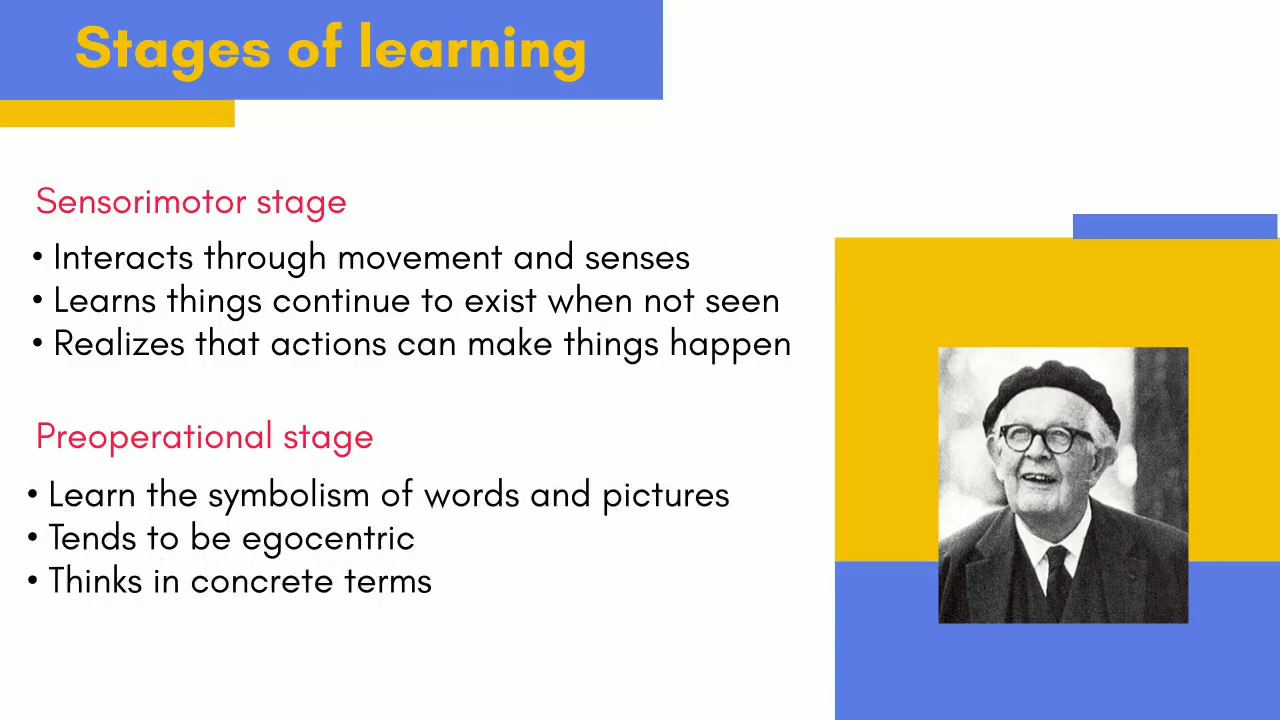 Stages of learning
Sensorimotor stage
• Interacts through movement and senses
• Learns things continue to exist when not seen
• Realizes that actions can make things happen
Preoperational stage
• Learn the symbolism of words and pictures
• Tends to be egocentric
• Thinks in concrete terms